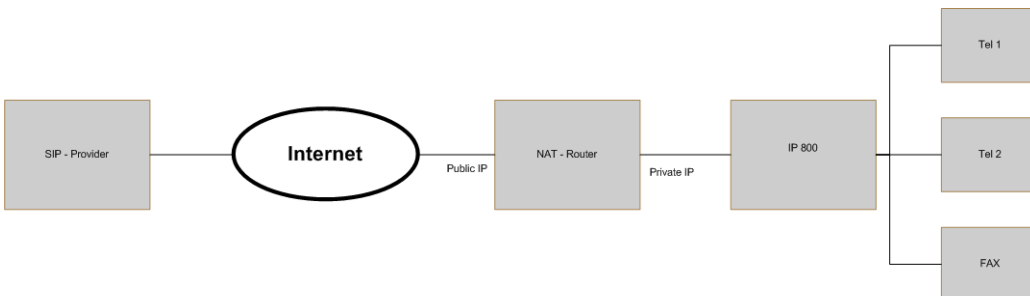 SIP - Provider
Internet
Public IP
NAT - Router
Private IP
IP 800
Tel 1
Tel 2
FAX